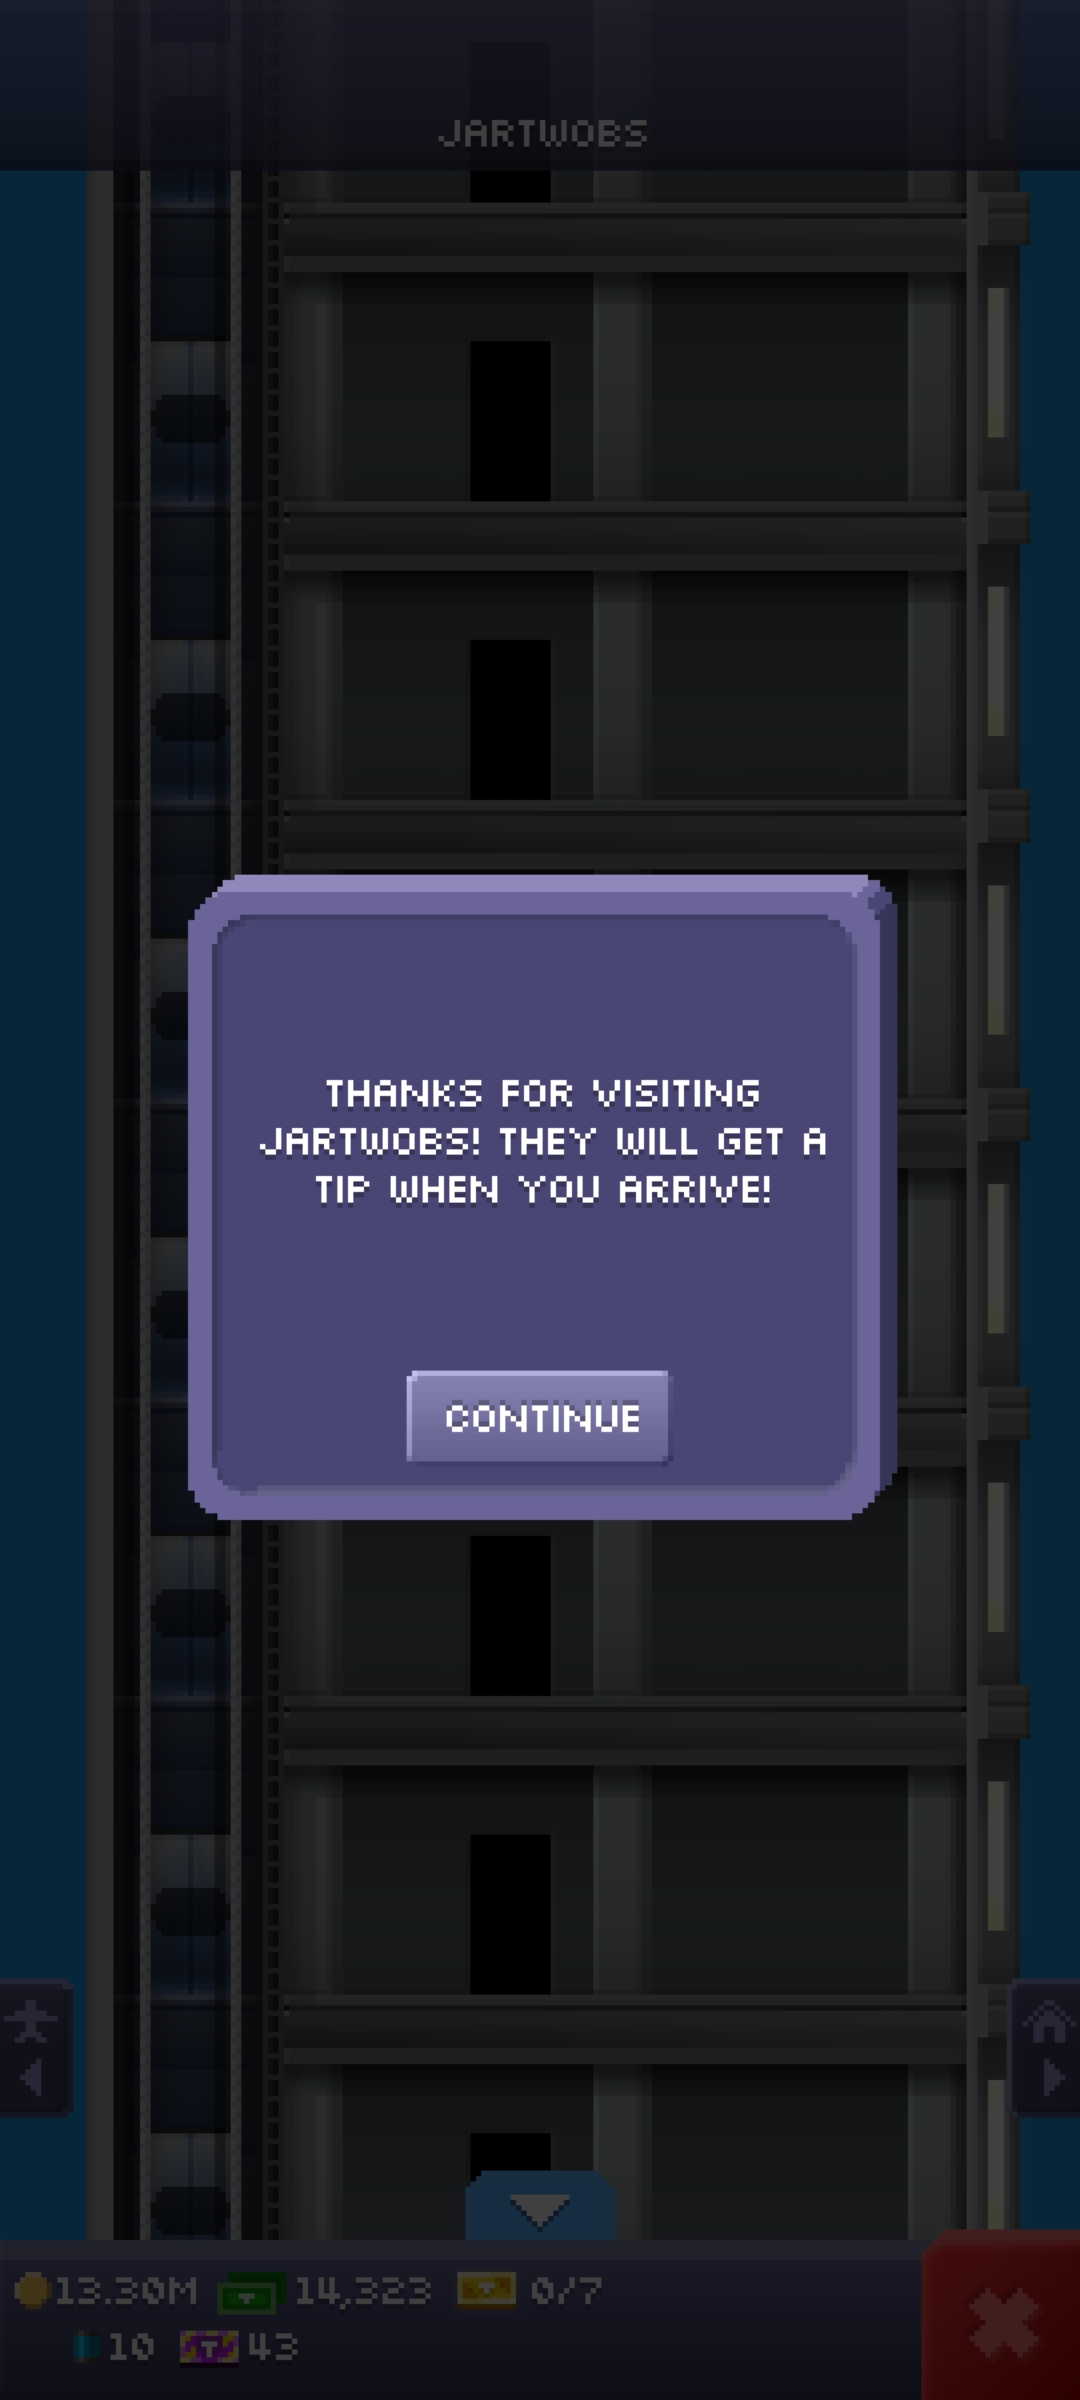 JARTWOBS
THANKS FOR VISITING
JARTWOBS! THEY WILL GET A
TIP WHEN YOU ARRIVE!
CONTINUE
13.30M 14,323 0/7
10 43